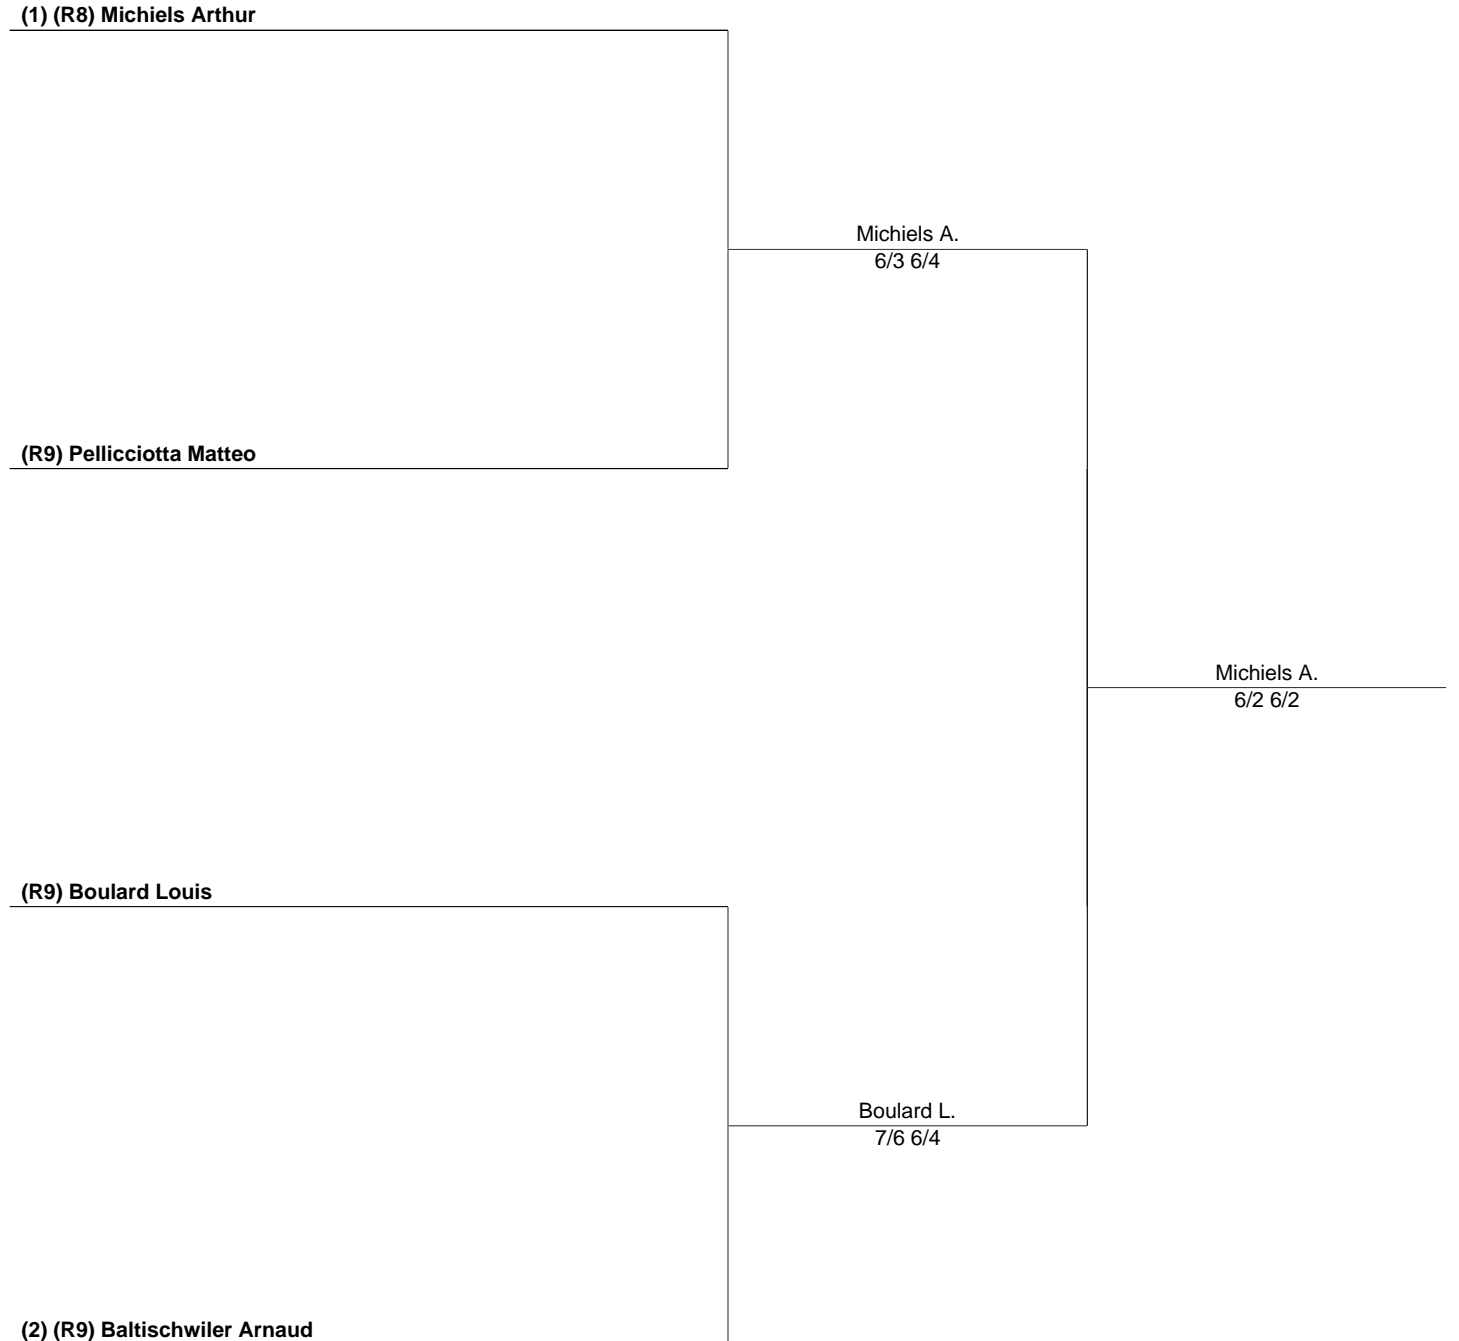 (1) (R8) Michiels Arthur
Michiels A.
6/3 6/4
(R9) Pellicciotta Matteo
Michiels A.
6/2 6/2
(R9) Boulard Louis
Boulard L.
7/6 6/4
(2) (R9) Baltischwiler Arnaud